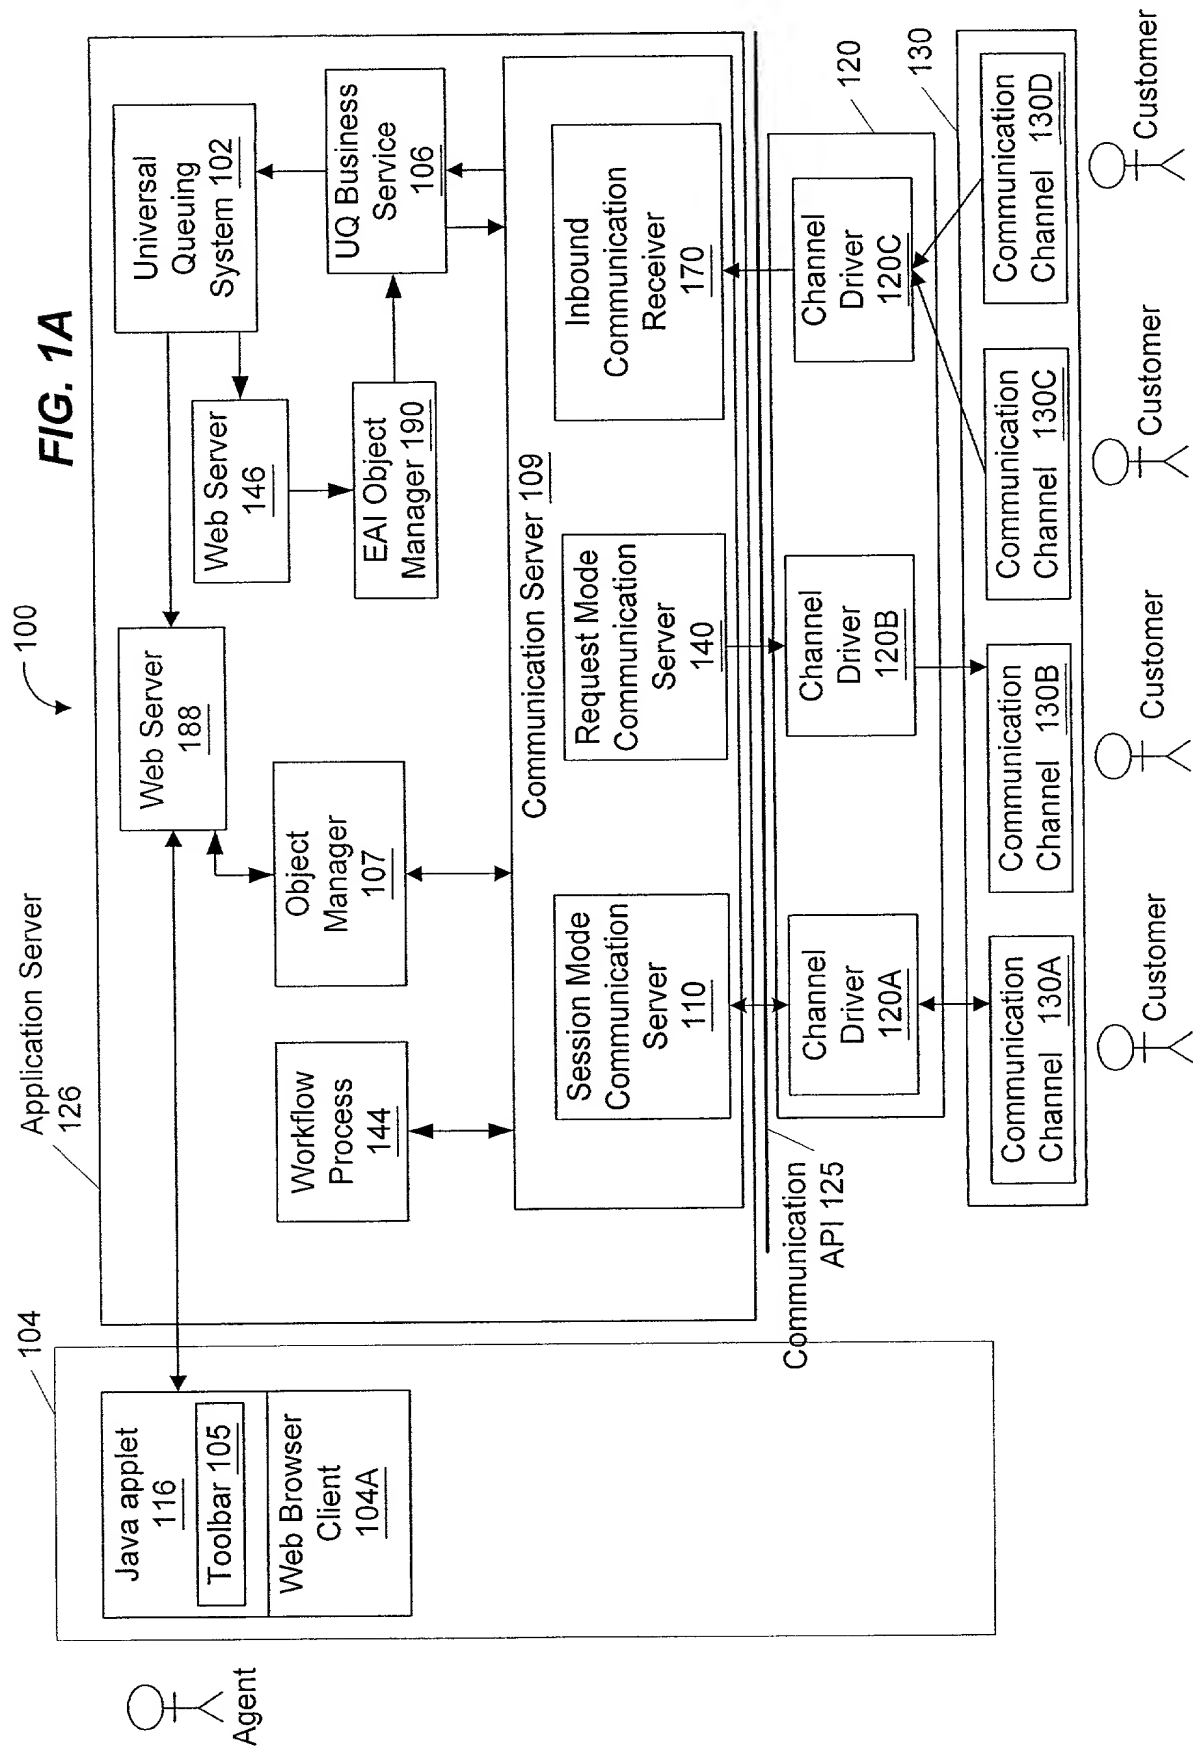 FIG. 1A
100
Application Server
126
104
Agent
Java applet
116
Toolbar 105
Web Browser
Client
104A
Web Server
188
Universal
Queuing
System 102
Web Server
146
UQ Business
Service
106
EAI Object
Manager 190
Object
Manager
107
Workflow
Process
144
Communication Server 109
Session Mode
Communication
Server
110
Request Mode
Communication
Server
140
Inbound
Communication
Receiver
170
Communication
API 125
120
Channel
Driver
120A
Channel
Driver
120B
Channel
Driver
120C
130
Communication
Channel 130A
Communication
Channel 130B
Communication
Channel 130C
Communication
Channel 130D
Customer
Customer
Customer
Customer